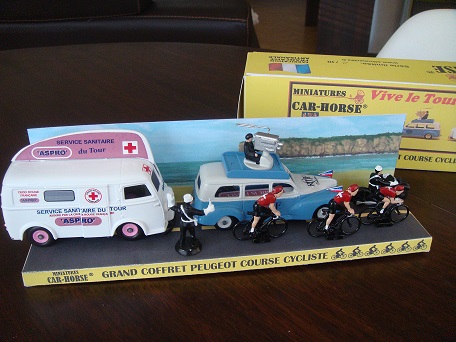 MINIATURES
CAR-HORSE®
Vive le Tour
COURSE CYCLISTE
SERVICE SANITAIRE
"ASPRO" du Tour
SERVICE SANITAIRE DU TOUR
"ASPRO"
"ASPRO"
MINIATURES
CAR-HORSE®
GRAND COFFRET PEUGEOT COURSE CYCLISTE